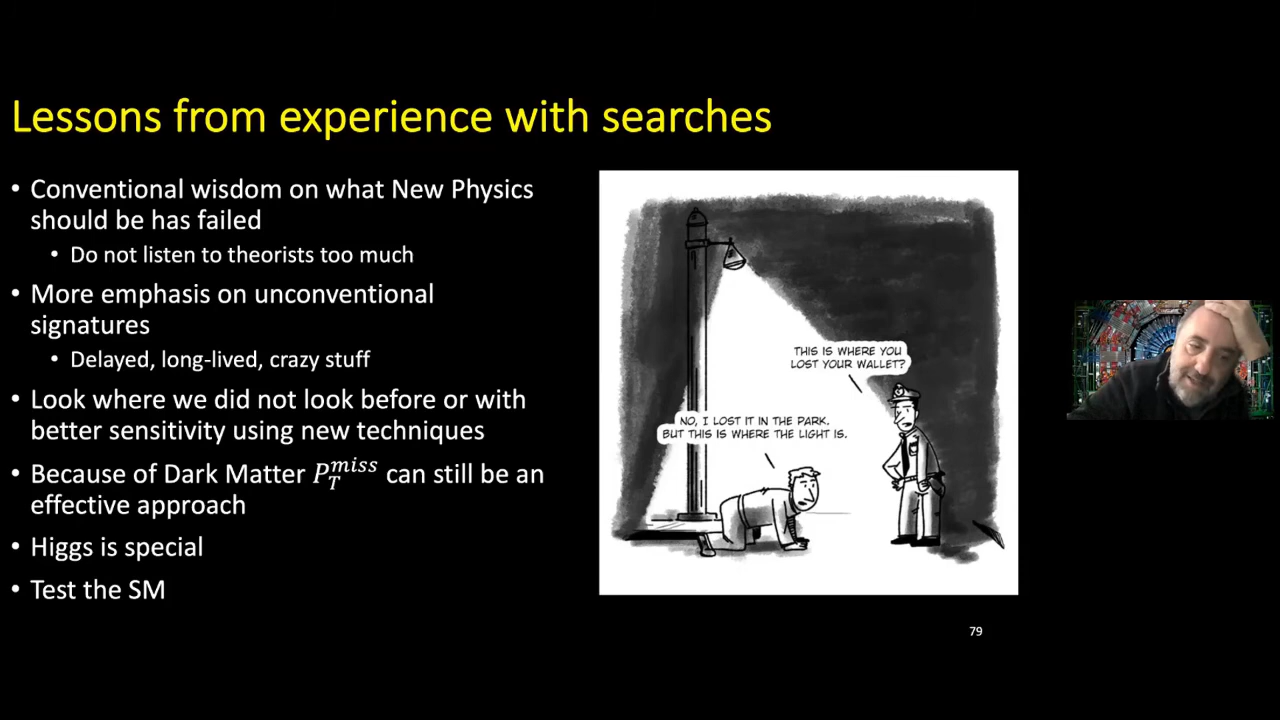 Lessons from experience with searches
• Conventional wisdom on what New Physics
should be has failed
• Do not listen to theorists too much
• More emphasis on unconventional
signatures
• Delayed, long-lived, crazy stuff
• Look where we did not look before or with
better sensitivity using new techniques
• Because of Dark Matter $P_T^{miss}$ can still be an
effective approach
• Higgs is special
• Test the SM
THIS IS WHERE YOU
LOST YOUR WALLET?
NO, I LOST IT IN THE PARK.
BUT THIS IS WHERE THE LIGHT IS.
79